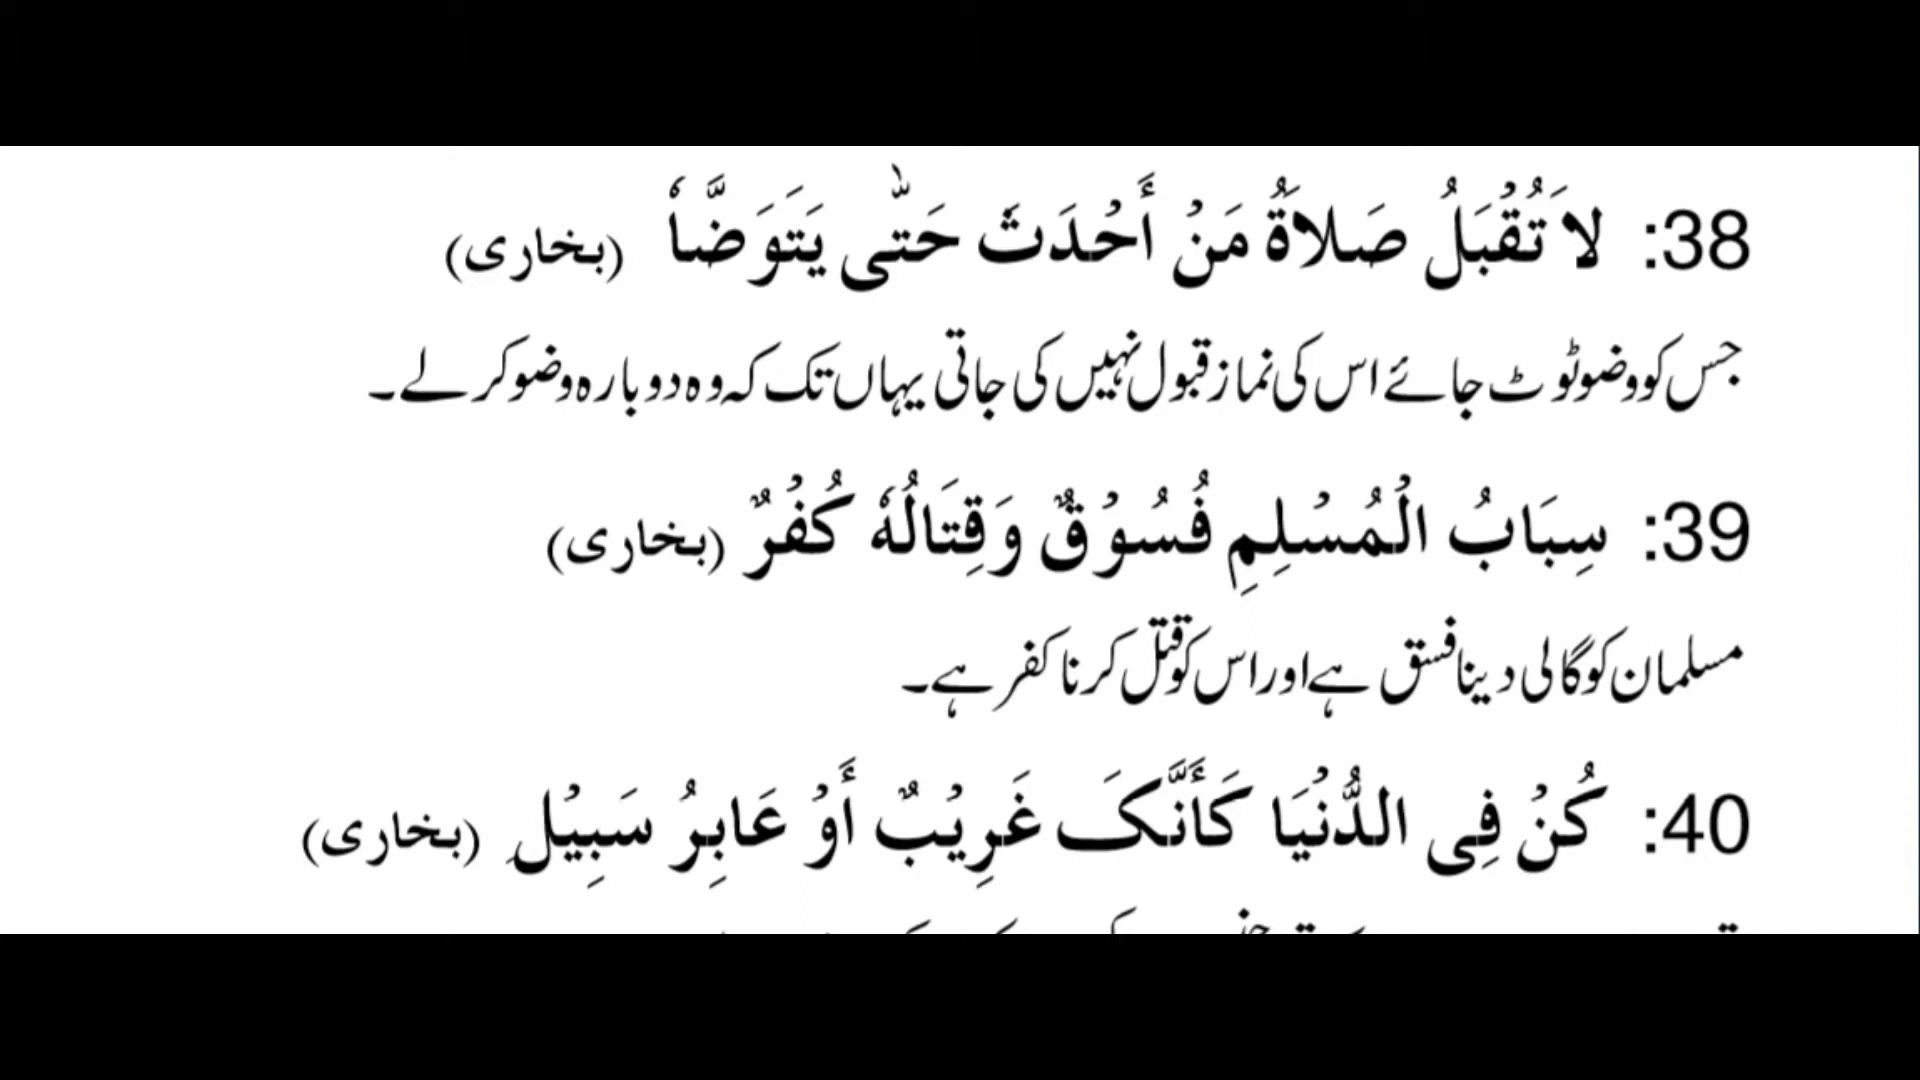 38: لاَ تُقْبَلُ صَلاَةُ مَنْ أَحْدَثَ حَتّٰى يَتَوَضَّأَ (بخاری)
جس کو وضو ٹوٹ جائے اس کی نماز قبول نہیں کی جاتی یہاں تک کہ وہ دوبارہ وضو کر لے۔
39: سِبَابُ الْمُسْلِمِ فُسُوْقٌ وَقِتَالُهٗ كُفْرٌ (بخاری)
مسلمان کو گالی دینا فسق ہے اور اس کو قتل کرنا کفر ہے۔
40: كُنْ فِى الدُّنْيَا كَأَنَّكَ غَرِيْبٌ أَوْ عَابِرُ سَبِيْلِ (بخاری)